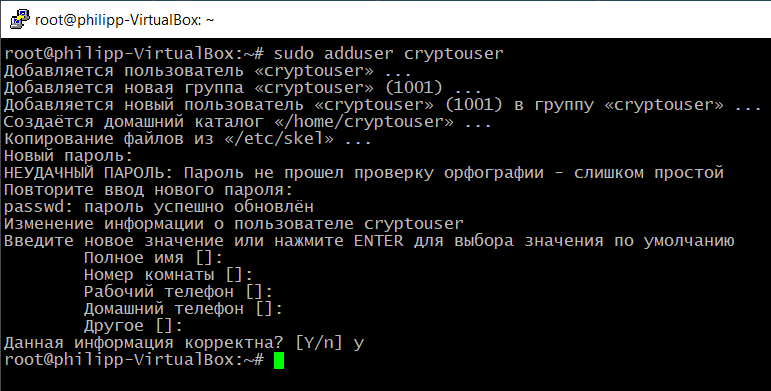 root@philipp-VirtualBox: ~
root@philipp-VirtualBox:~# sudo adduser cryptouser
Добавляется пользователь «cryptouser» ...
Добавляется новая группа «cryptouser» (1001) ...
Добавляется новый пользователь «cryptouser» (1001) в группу «cryptouser» ...
Создаётся домашний каталог «/home/cryptouser» ...
Копирование файлов из «/etc/skel» ...
Новый пароль:
НЕУДАЧНЫЙ ПАРОЛЬ: Пароль не прошел проверку орфографии - слишком простой
Повторите ввод нового пароля:
passwd: пароль успешно обновлён
Изменение информации о пользователе cryptouser
Введите новое значение или нажмите ENTER для выбора значения по умолчанию
Полное имя []:
Номер комнаты []:
Рабочий телефон []:
Домашний телефон []:
Другое []:
Данная информация корректна? [Y/n] y
root@philipp-VirtualBox:~#